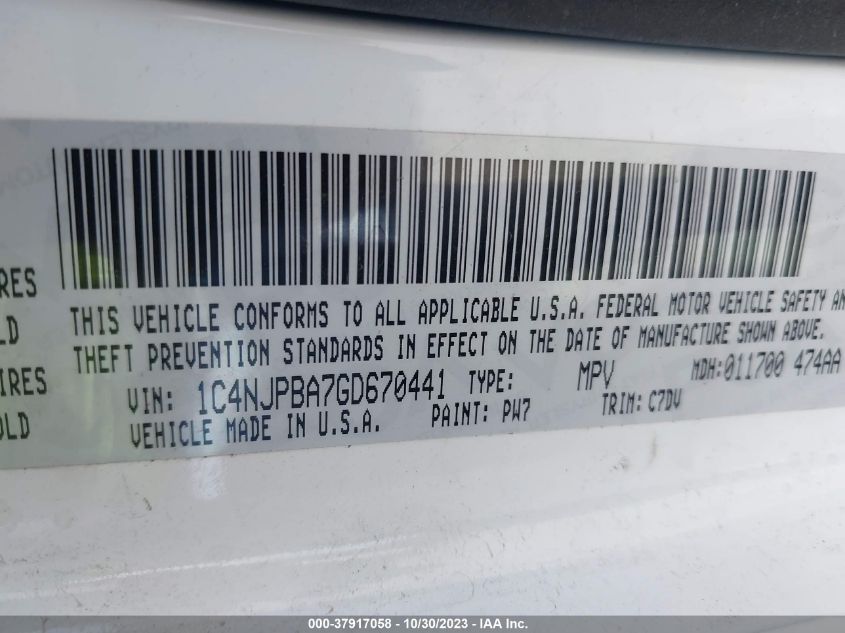 THIS VEHICLE CONFORMS TO ALL APPLICABLE U.S.A. FEDERAL MOTOR VEHICLE SAFETY AN
THEFT PREVENTION STANDARDS IN EFFECT ON THE DATE OF MANUFACTURE SHOWN ABOVE.
VIN: 1C4NJPBA7GD670441 TYPE: MPV MDH:011700 474AA
VEHICLE MADE IN U.S.A. PAINT: PW7 TRIM: C7DV
RES
LD
IRES
OLD
000-37917058 - 10/30/2023 - IAA Inc.